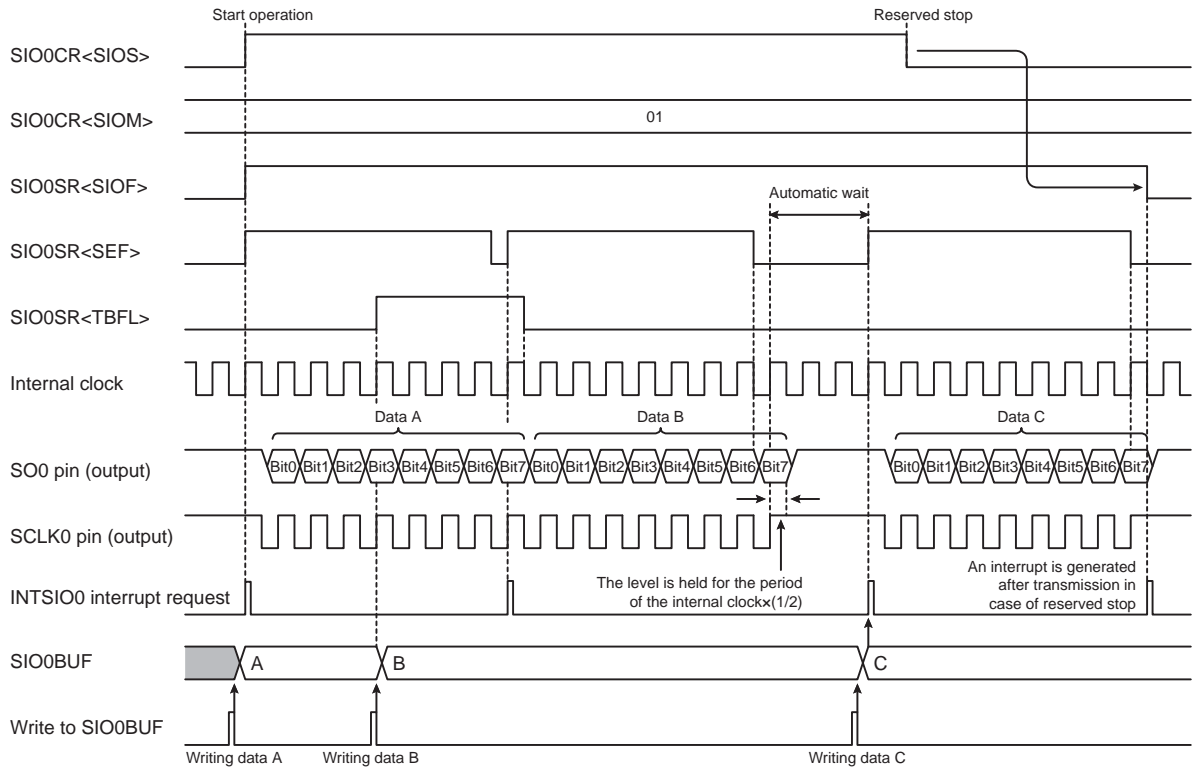 Start operation
Reserved stop
SIO0CR<SIOS>
SIO0CR<SIOM>
01
SIO0SR<SIOF>
Automatic wait
SIO0SR<SEF>
SIO0SR<TBFL>
Internal clock
Data A
Data B
Data C
SO0 pin (output)
Bit0 Bit1 Bit2 Bit3 Bit4 Bit5 Bit6 Bit7 Bit0 Bit1 Bit2 Bit3 Bit4 Bit5 Bit6 Bit7 Bit0 Bit1 Bit2 Bit3 Bit4 Bit5 Bit6 Bit7
SCLK0 pin (output)
The level is held for the period
of the internal clock×(1/2)
An interrupt is generated
after transmission in
case of reserved stop
INTSIO0 interrupt request
SIO0BUF
A
B
C
Write to SIO0BUF
Writing data A
Writing data B
Writing data C